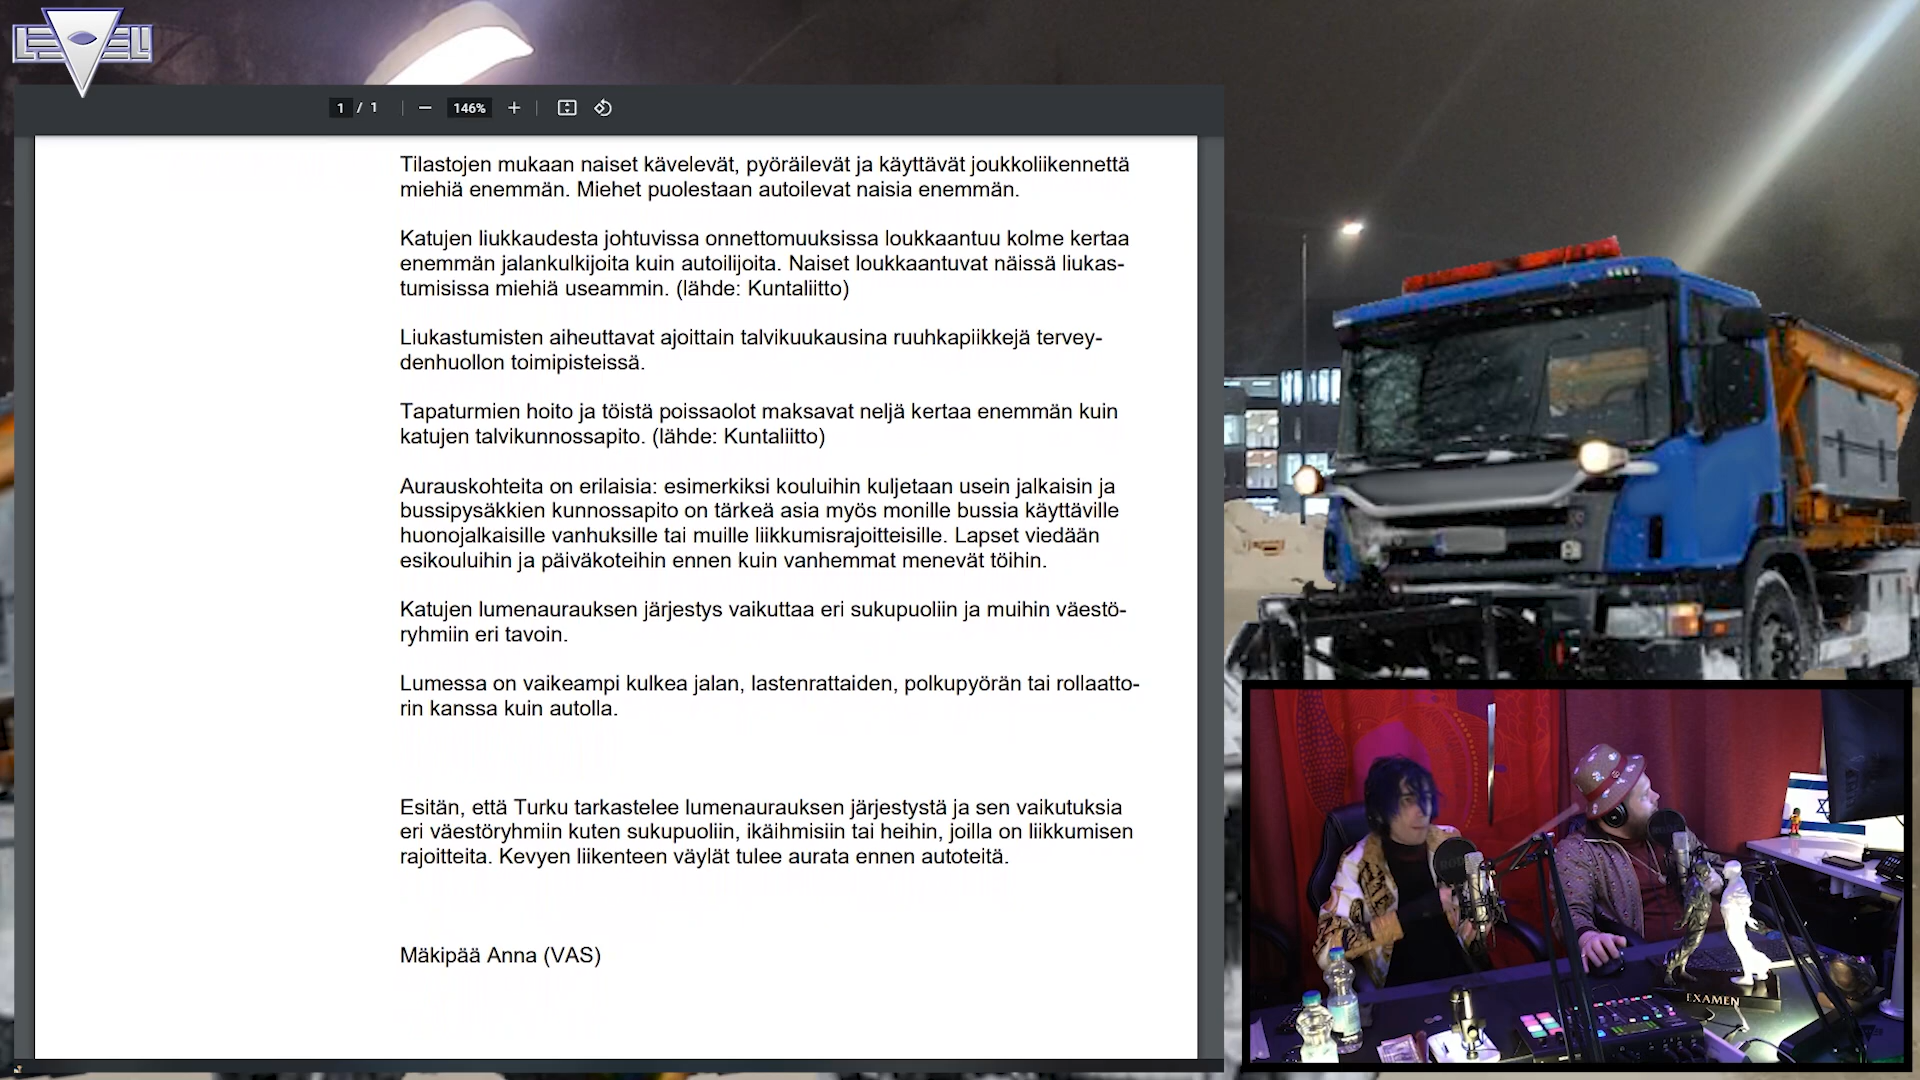 LEVELI
1 / 1
146%
Tilastojen mukaan naiset kävelevät, pyöräilevät ja käyttävät joukkoliikennettä
miehiä enemmän. Miehet puolestaan autoilevat naisia enemmän.
Katujen liukkaudesta johtuvissa onnettomuuksissa loukkaantuu kolme kertaa
enemmän jalankulkijoita kuin autoilijoita. Naiset loukkaantuvat näissä liukas-
tumisissa miehiä useammin. (lähde: Kuntaliitto)
Liukastumisten aiheuttavat ajoittain talvikuukausina ruuhkapiikkejä tervey-
denhuollon toimipisteissä.
Tapaturmien hoito ja töistä poissaolot maksavat neljä kertaa enemmän kuin
katujen talvikunnossapito. (lähde: Kuntaliitto)
Aurauskohteita on erilaisia: esimerkiksi kouluihin kuljetaan usein jalkaisin ja
bussipysäkkien kunnossapito on tärkeä asia myös monille bussia käyttäville
huonojalkaisille vanhuksille tai muille liikkumisrajoitteisille. Lapset viedään
esikouluihin ja päiväkoteihin ennen kuin vanhemmat menevät töihin.
Katujen lumenaurauksen järjestys vaikuttaa eri sukupuoliin ja muihin väestö-
ryhmiin eri tavoin.
Lumessa on vaikeampi kulkea jalan, lastenrattaiden, polkupyörän tai rollaatto-
rin kanssa kuin autolla.
Esitän, että Turku tarkastelee lumenaurauksen järjestystä ja sen vaikutuksia
eri väestöryhmiin kuten sukupuoliin, ikäihmisiin tai heihin, joilla on liikkumisen
rajoitteita. Kevyen liikenteen väylät tulee aurata ennen autoteitä.
Mäkipää Anna (VAS)
RODE
EXAMEN